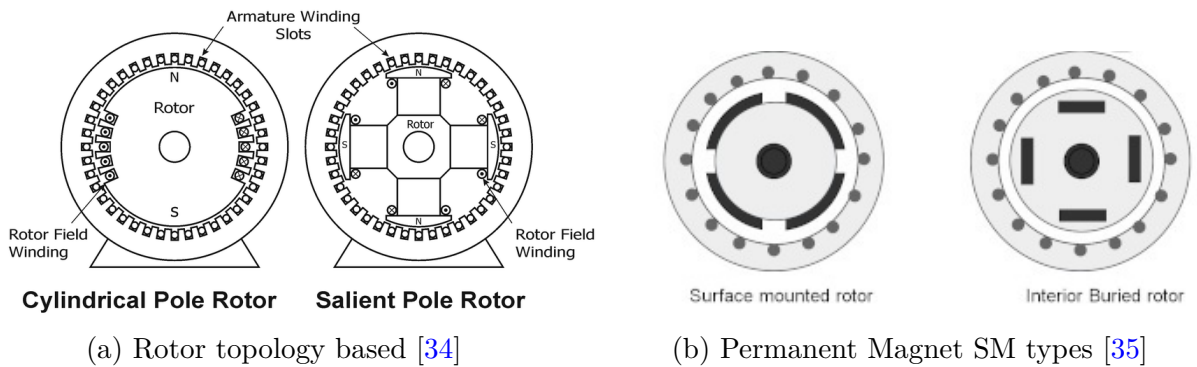 Armature Winding
Slots
N
Rotor
S
Rotor Field
Winding
Cylindrical Pole Rotor
N
Rotor
S
S
N
Rotor Field
Winding
Salient Pole Rotor
(a) Rotor topology based [34]
Surface mounted rotor
Interior Buried rotor
(b) Permanent Magnet SM types [35]